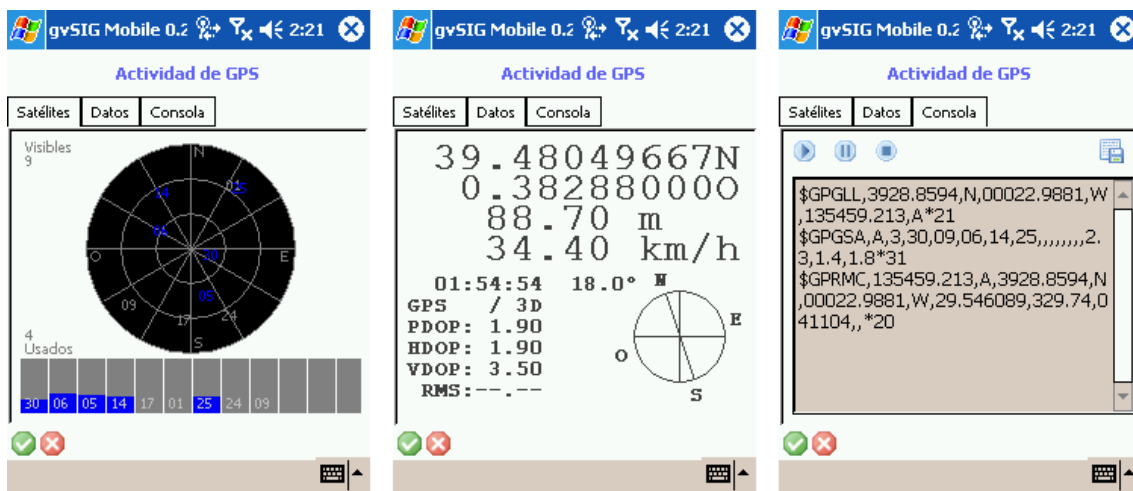 gvSIG Mobile 0.2 2:21
Actividad de GPS
Satélites Datos Consola
Visibles
9
N
01 25
14
06
30
O E
05
09
17 24
S
4
Usados
30 06 05 14 17 01 25 24 09
gvSIG Mobile 0.2 2:21
Actividad de GPS
Satélites Datos Consola
39.48049667N
0.38288000O
88.70 m
34.40 km/h
01:54:54 18.0°
GPS / 3D
PDOP: 1.90
HDOP: 1.90
VDOP: 3.50
RMS:--.--
N
E
O
S
gvSIG Mobile 0.2 2:21
Actividad de GPS
Satélites Datos Consola
$GPGLL,3928.8594,N,00022.9881,W
,135459.213,A*21
$GPGSA,A,3,30,09,06,14,25,,,,,,,,2.
3,1.4,1.8*31
$GPRMC,135459.213,A,3928.8594,N
,00022.9881,W,29.546089,329.74,0
41104,,*20